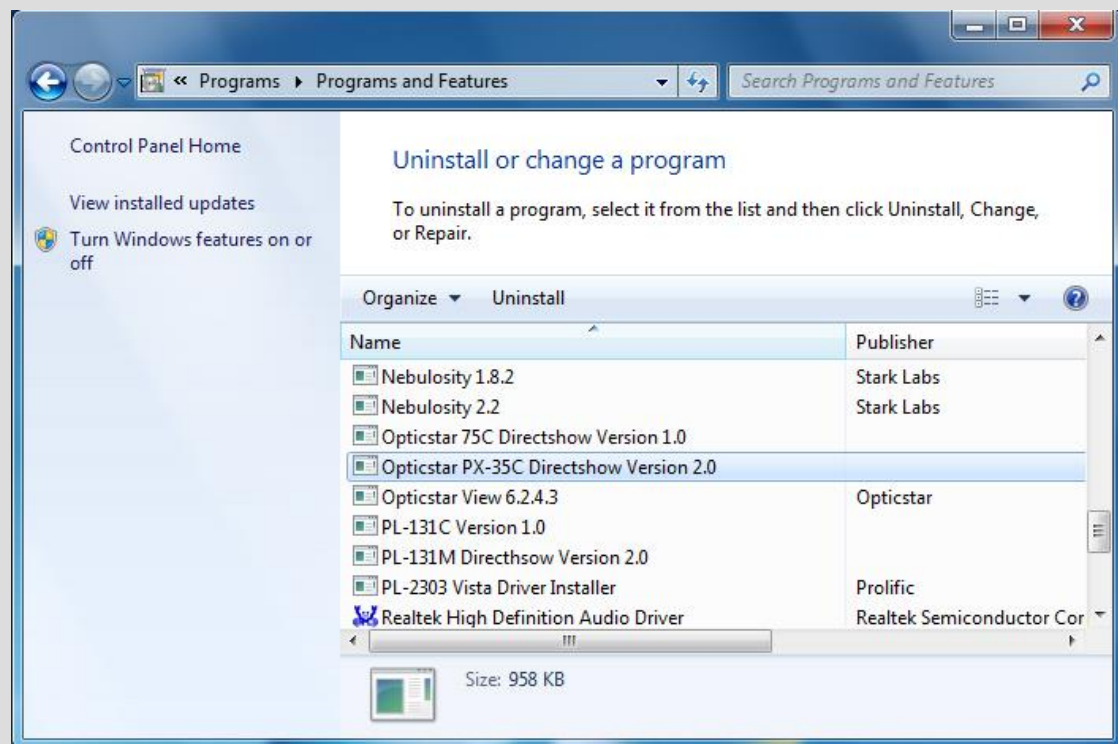 « Programs ▸ Programs and Features
Search Programs and Features
Control Panel Home
View installed updates
Turn Windows features on or
off
Uninstall or change a program
To uninstall a program, select it from the list and then click Uninstall, Change,
or Repair.
Organize Uninstall
Name Publisher
Nebulosity 1.8.2 Stark Labs
Nebulosity 2.2 Stark Labs
Opticstar 75C Directshow Version 1.0
Opticstar PX-35C Directshow Version 2.0
Opticstar View 6.2.4.3 Opticstar
PL-131C Version 1.0
PL-131M Directhsow Version 2.0
PL-2303 Vista Driver Installer Prolific
Realtek High Definition Audio Driver Realtek Semiconductor Cor
Size: 958 KB